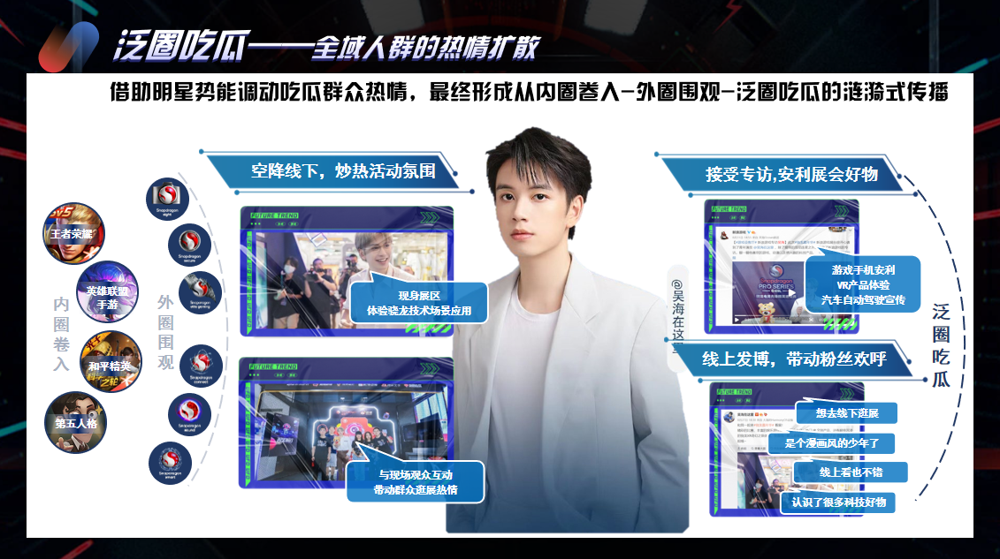 泛圈吃瓜——全域人群的热情扩散
借助明星势能调动吃瓜群众热情，最终形成从内圈卷入-外圈围观-泛圈吃瓜的涟漪式传播
内圈卷入
王者荣耀
英雄联盟
手游
和平精英
第五人格
外圈围观
Snapdragon
sight
Snapdragon
secure
Snapdragon
elite gaming
Snapdragon
connect
Snapdragon
sound
Snapdragon
smart
空降线下，炒热活动氛围
FUTURE TREND
现身展区
体验骁龙技术场景应用
FUTURE TREND
与现场观众互动
带动群众逛展热情
@吴海在这里
接受专访,安利展会好物
FUTURE TREND
Snapdragon
PRO SERIES
游戏手机安利
VR产品体验
汽车自动驾驶宣传
线上发博，带动粉丝欢呼
FUTURE TREND
想去线下逛展
是个漫画风的少年了
线上看也不错
认识了很多科技好物
泛圈吃瓜